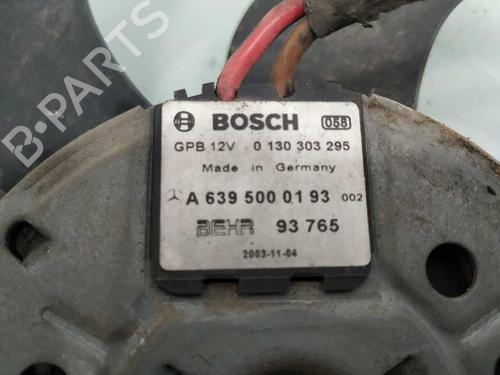 BOSCH 058
GPB 12V 0 130 303 295
Made in Germany
A 639 500 01 93 002
BEHR 93 765
2003-11-04
B-PARTS